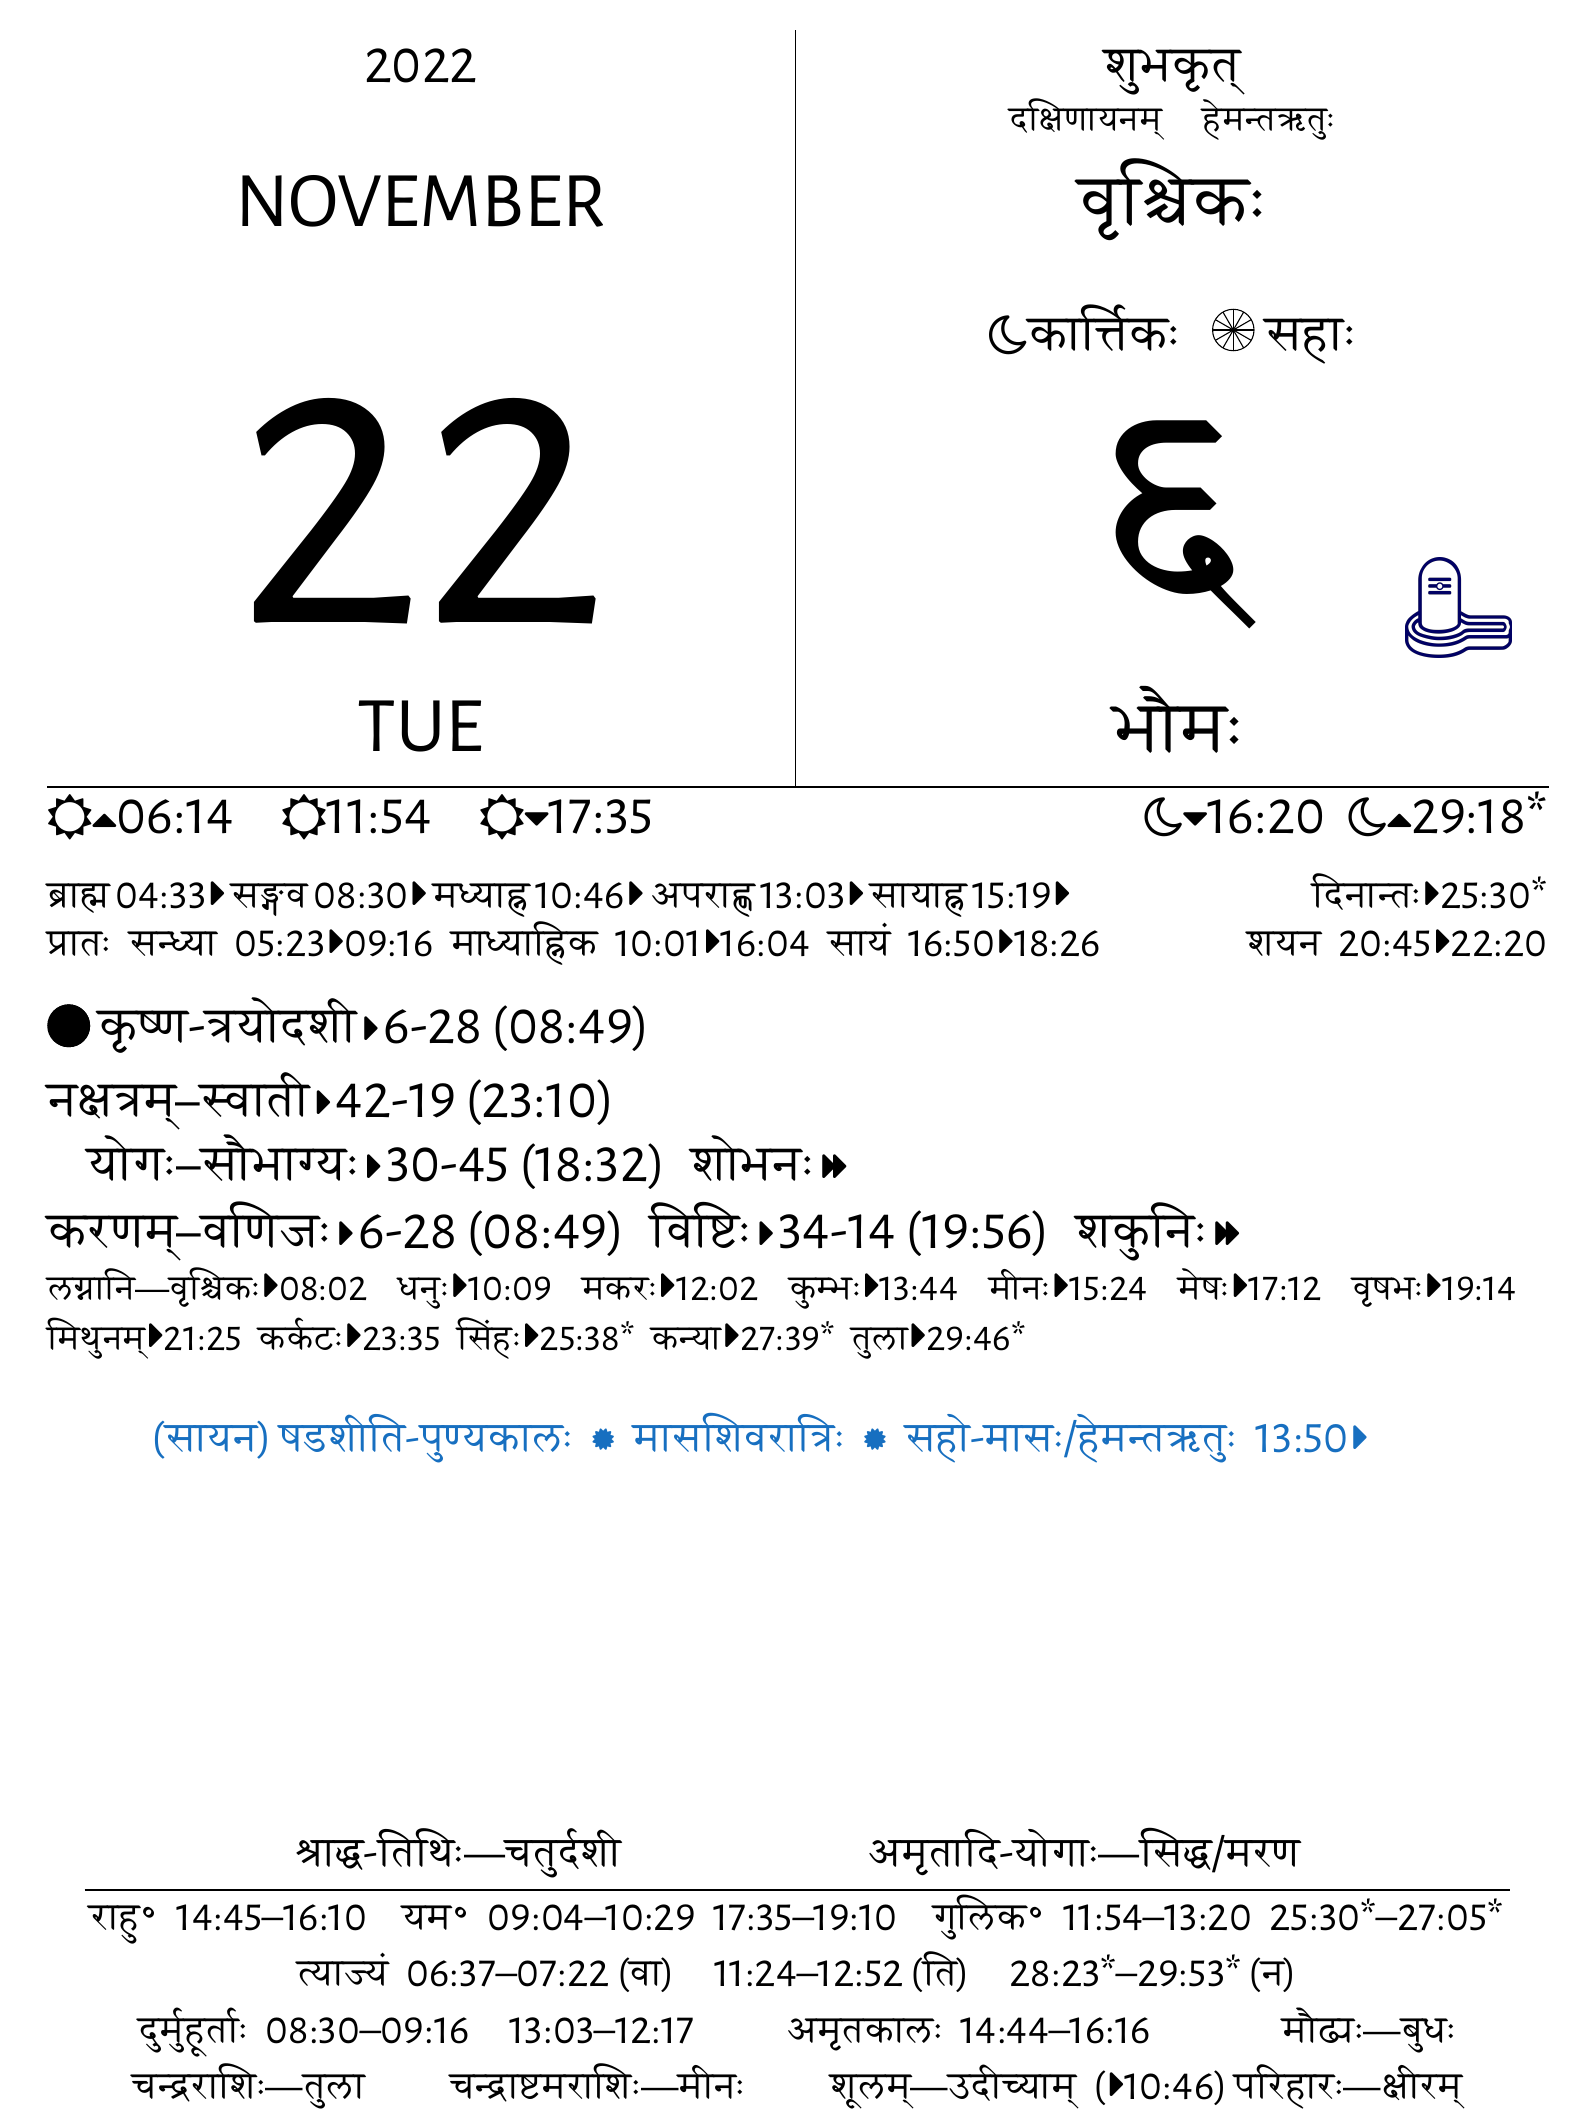 2022
NOVEMBER
22
TUE
शुभकृत्
दक्षिणायनम् हेमन्तऋतुः
वृश्चिकः
कार्त्तिकः सहाः
६
भौमः
06:14 11:54 17:35 16:20 29:18*
ब्राह्म 04:33 सङ्गव 08:30 मध्याह्न 10:46 अपराह्ण 13:03 सायाह्न 15:19 दिनान्तः 25:30*
प्रातः सन्ध्या 05:23 09:16 माध्याह्निक 10:01 16:04 सायं 16:50 18:26 शयन 20:45 22:20
कृष्ण-त्रयोदशी 6-28 (08:49)
नक्षत्रम्–स्वाती 42-19 (23:10)
योगः–सौभाग्यः 30-45 (18:32) शोभनः
करणम्–वणिजः 6-28 (08:49) विष्टिः 34-14 (19:56) शकुनिः
लग्नानि—वृश्चिकः 08:02 धनुः 10:09 मकरः 12:02 कुम्भः 13:44 मीनः 15:24 मेषः 17:12 वृषभः 19:14
मिथुनम् 21:25 कर्कटः 23:35 सिंहः 25:38* कन्या 27:39* तुला 29:46*
(सायन) षडशीति-पुण्यकालः ✹ मासशिवरात्रिः ✹ सहो-मासः/हेमन्तऋतुः 13:50
श्राद्ध-तिथिः—चतुर्दशी अमृतादि-योगाः—सिद्ध/मरण
राहु॰ 14:45–16:10 यम॰ 09:04–10:29 17:35–19:10 गुलिक॰ 11:54–13:20 25:30*–27:05*
त्याज्यं 06:37–07:22 (वा) 11:24–12:52 (ति) 28:23*–29:53* (न)
दुर्मुहूर्ताः 08:30–09:16 13:03–12:17 अमृतकालः 14:44–16:16 मौढ्यः—बुधः
चन्द्रराशिः—तुला चन्द्राष्टमराशिः—मीनः शूलम्—उदीच्याम् (10:46) परिहारः—क्षीरम्